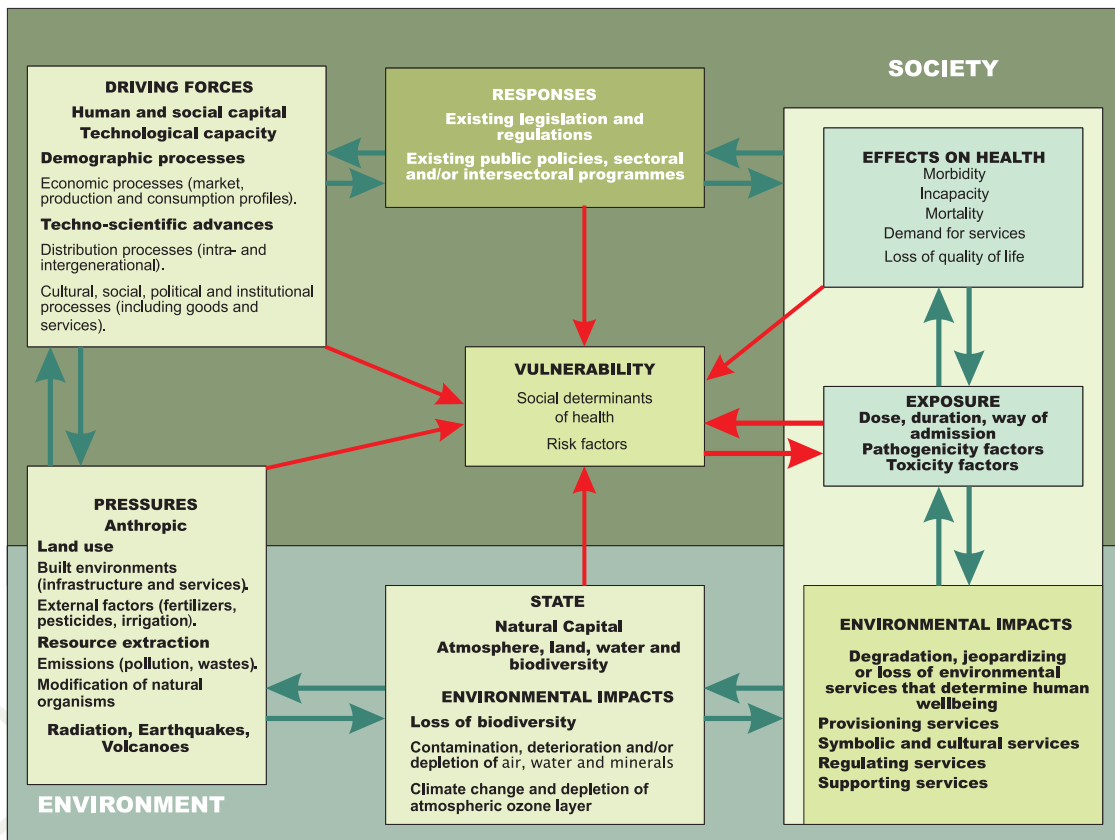 SOCIETY
DRIVING FORCES
Human and social capital
Technological capacity
Demographic processes
Economic processes (market,
production and consumption profiles).
Techno-scientific advances
Distribution processes (intra- and
intergenerational).
Cultural, social, political and institutional
processes (including goods and
services).
RESPONSES
Existing legislation and
regulations
Existing public policies, sectoral
and/or intersectoral programmes
EFFECTS ON HEALTH
Morbidity
Incapacity
Mortality
Demand for services
Loss of quality of life
VULNERABILITY
Social determinants
of health
Risk factors
EXPOSURE
Dose, duration, way of
admission
Pathogenicity factors
Toxicity factors
PRESSURES
Anthropic
Land use
Built environments
(infrastructure and services).
External factors (fertilizers,
pesticides, irrigation).
Resource extraction
Emissions (pollution, wastes).
Modification of natural
organisms
Radiation, Earthquakes,
Volcanoes
STATE
Natural Capital
Atmosphere, land, water and
biodiversity
ENVIRONMENTAL IMPACTS
Loss of biodiversity
Contamination, deterioration and/or
depletion of air, water and minerals
Climate change and depletion of
atmospheric ozone layer
ENVIRONMENTAL IMPACTS
Degradation, jeopardizing
or loss of environmental
services that determine human
wellbeing
Provisioning services
Symbolic and cultural services
Regulating services
Supporting services
ENVIRONMENT